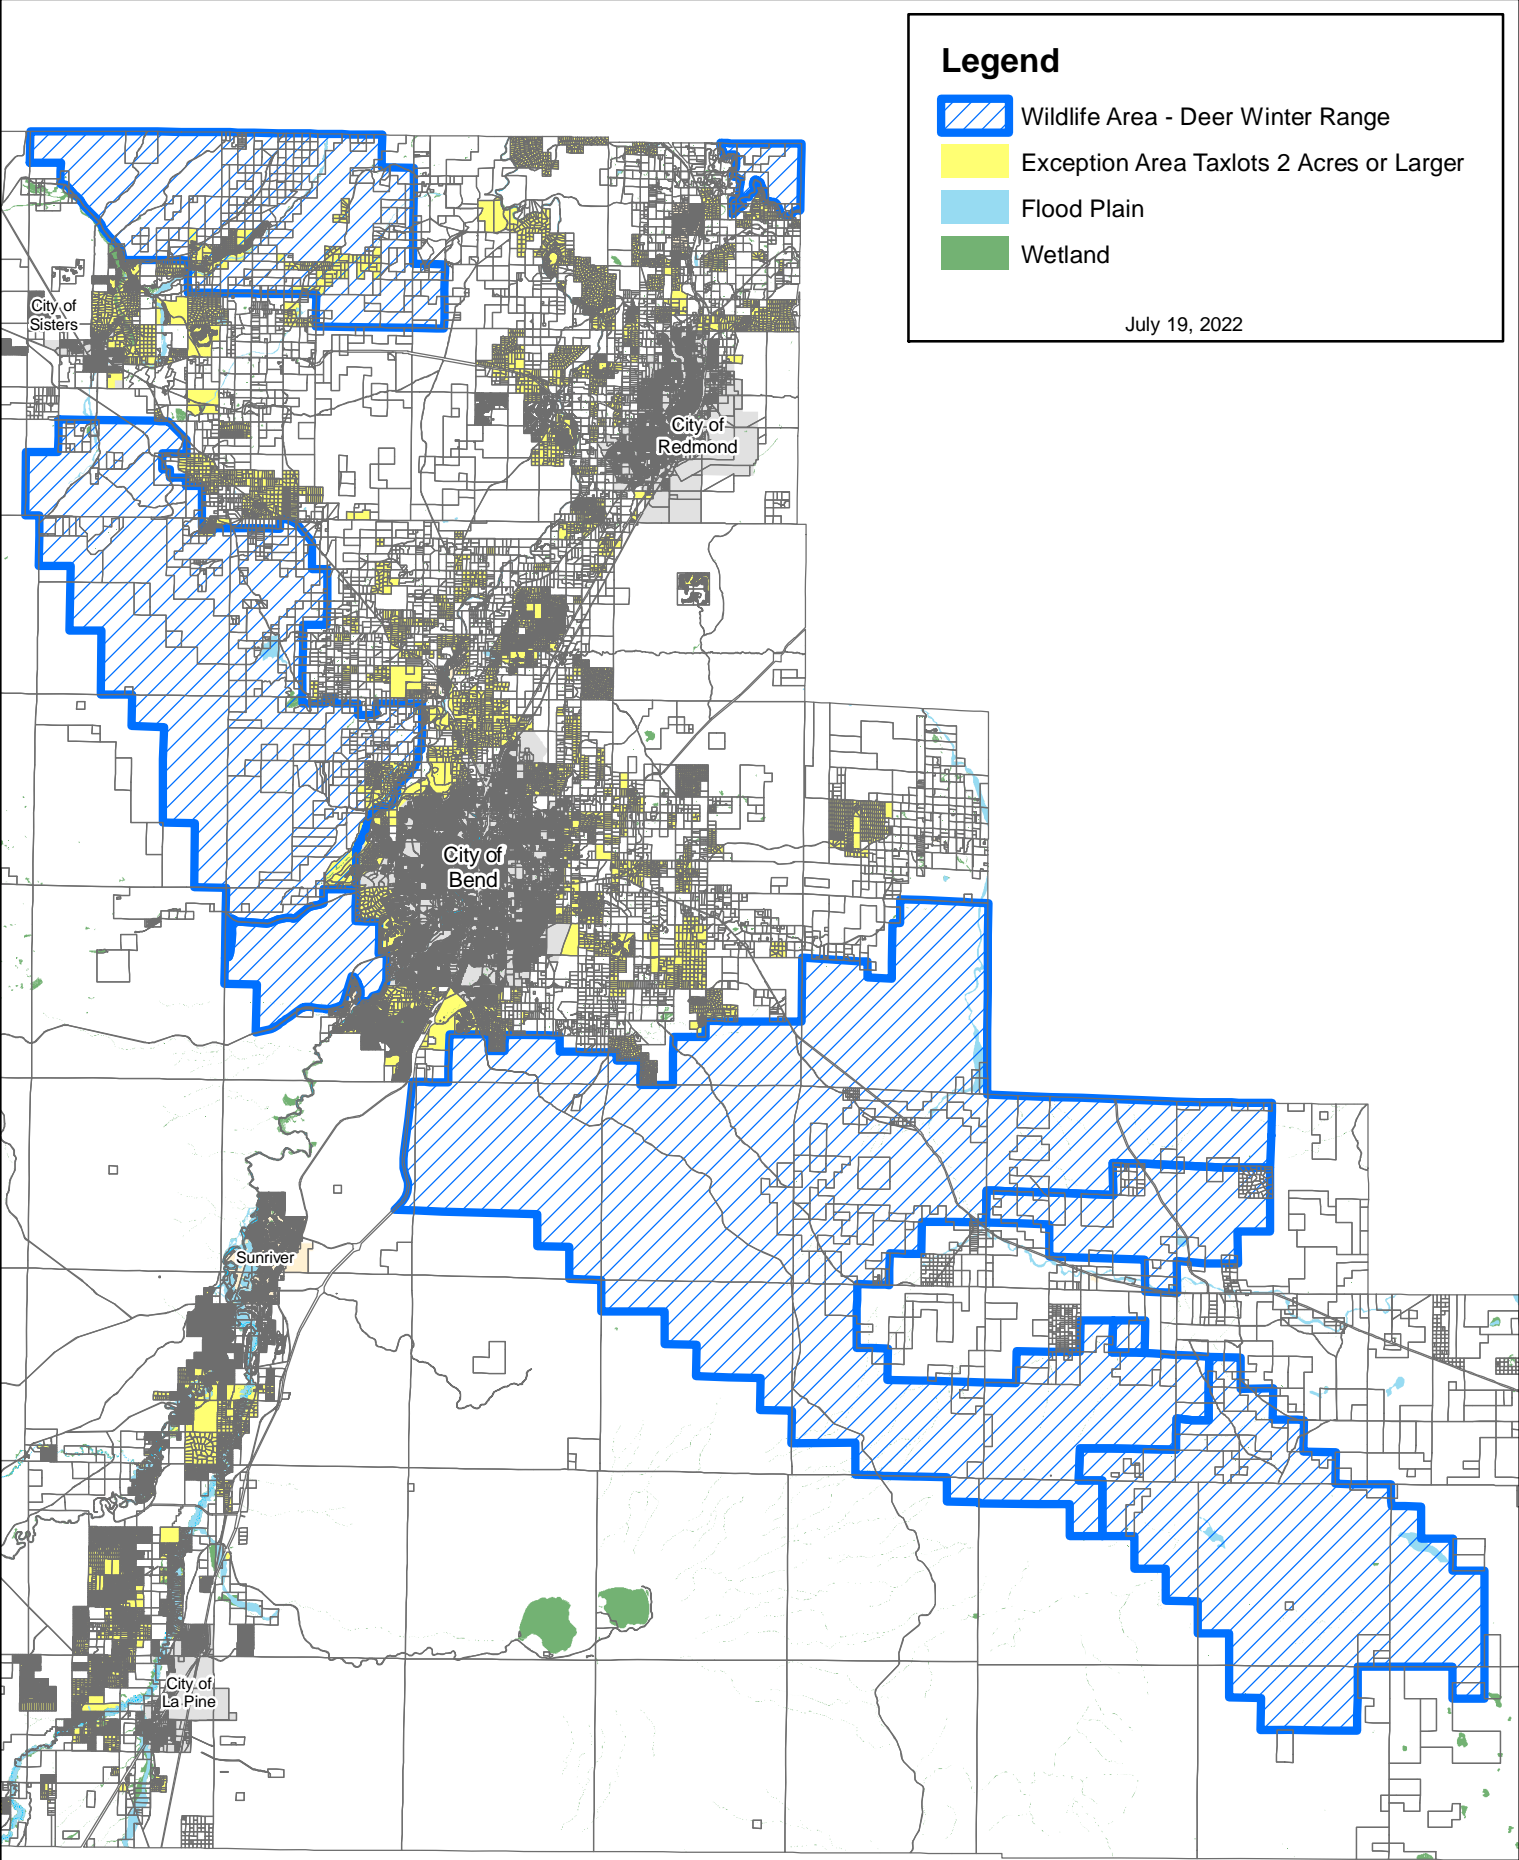 Legend
Wildlife Area - Deer Winter Range
Exception Area Taxlots 2 Acres or Larger
Flood Plain
Wetland
July 19, 2022
City of
Sisters
City of
Redmond
City of
Bend
Sunriver
City of
La Pine